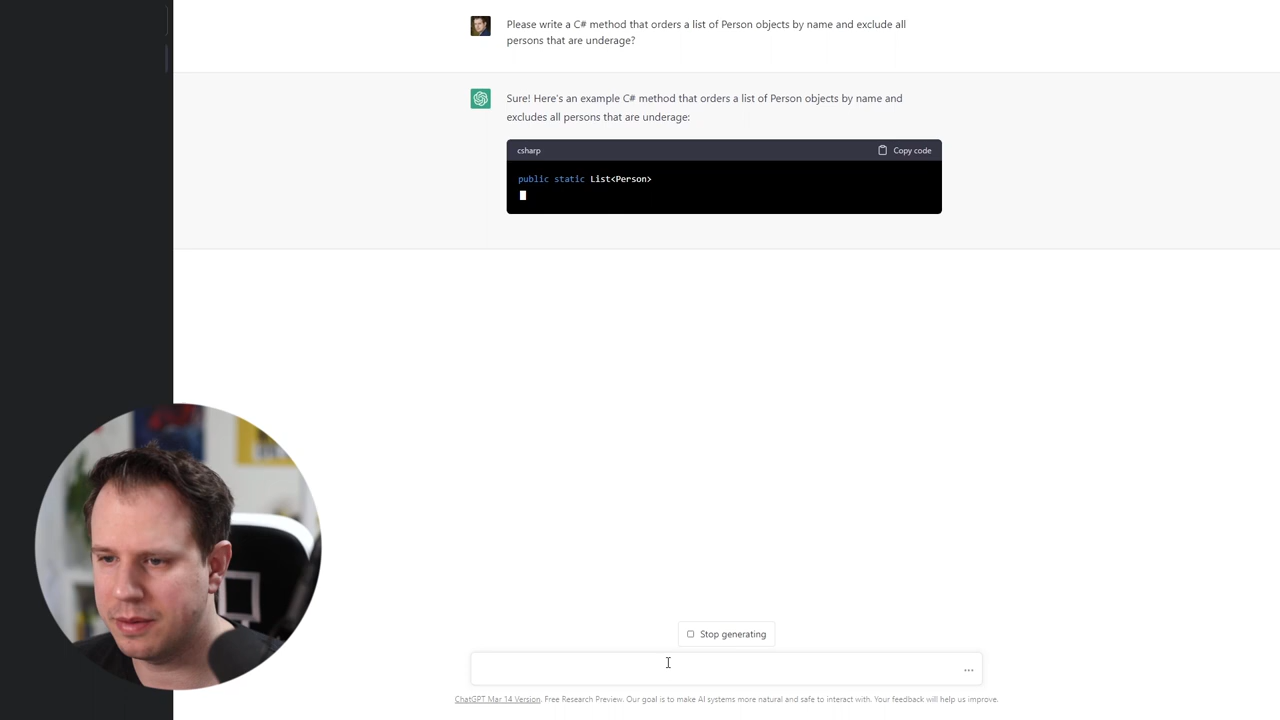 Please write a C# method that orders a list of Person objects by name and exclude all
persons that are underage?
Sure! Here's an example C# method that orders a list of Person objects by name and
excludes all persons that are underage:
csharp
Copy code
public static List<Person>
Stop generating
ChatGPT Mar 14 Version. Free Research Preview. Our goal is to make AI systems more natural and safe to interact with. Your feedback will help us improve.